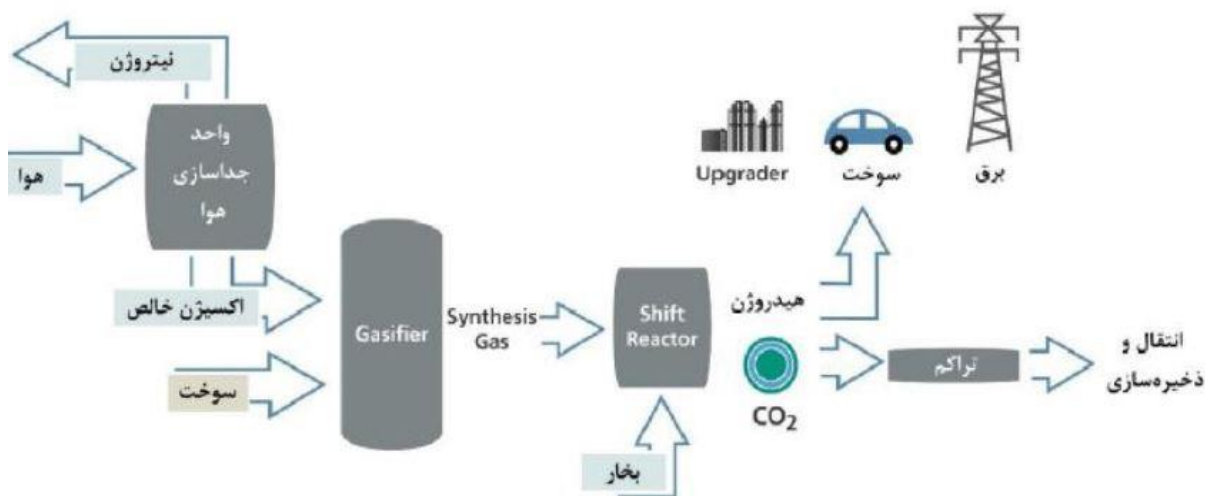 نیتروژن
واحد
جداسازی
هوا
هوا
اکسیژن خالص
سوخت
Gasifier
Synthesis
Gas
Shift
Reactor
بخار
Upgrader
سوخت
برق
هیدروژن
CO₂
تراکم
انتقال و
ذخیره‌سازی